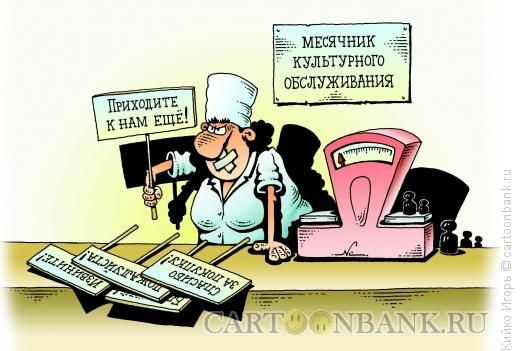 МЕСЯЧНИК
КУЛЬТУРНОГО
ОБСЛУЖИВАНИЯ
ПРИХОДИТЕ
К НАМ ЕЩЁ!
ИЗВИНИТЕ!
ПОЖАЛУЙСТА!
СПАСИБО
ЗА ПОКУПКУ!
CARTOONBANK.RU
Кийко Игорь © cartoonbank.ru